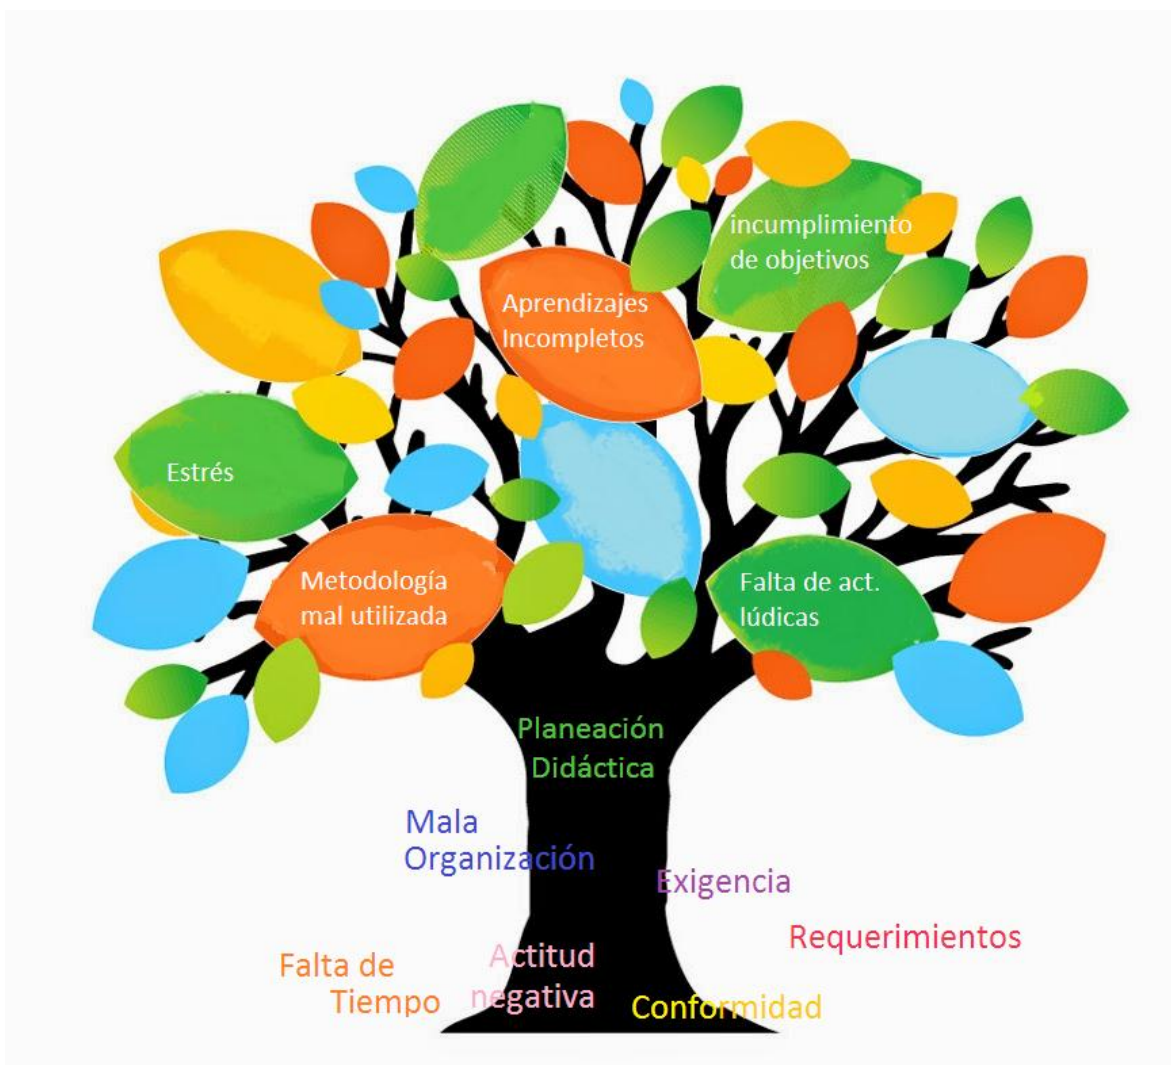 incumplimiento
de objetivos
Aprendizajes
Incompletos
Estrés
Metodología
mal utilizada
Falta de act.
lúdicas
Planeación
Didáctica
Mala
Organización
Exigencia
Requerimientos
Falta de
Tiempo
Actitud
negativa
Conformidad